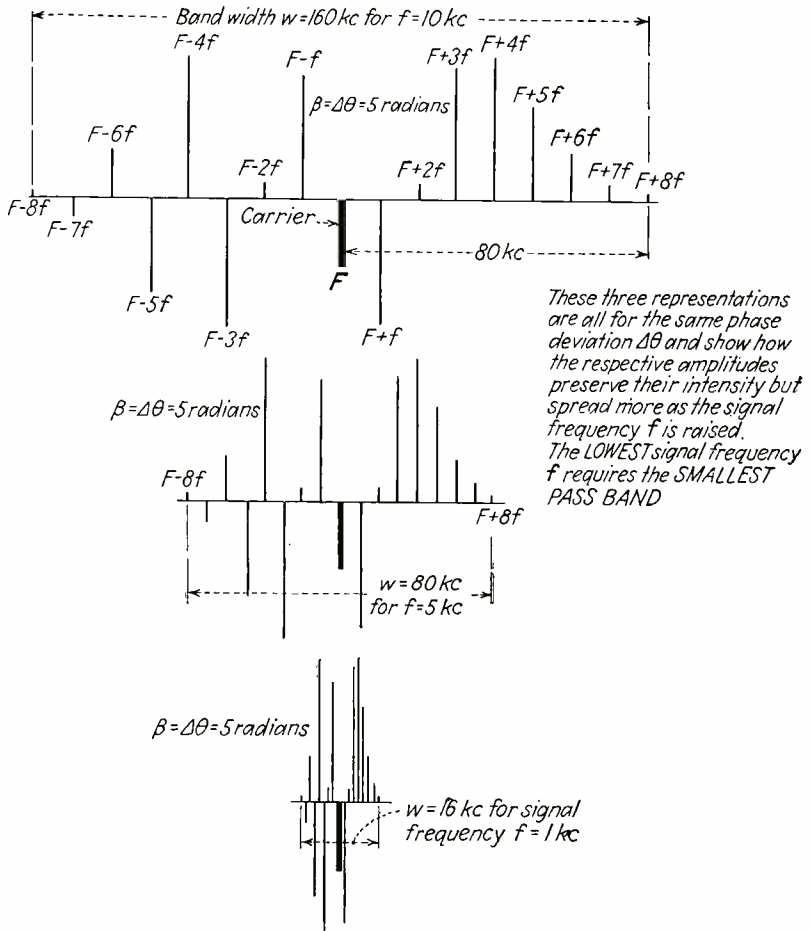 Band width w=160 kc for f=10 kc
F-4f
F-f
F+3f
F+4f
β=Δθ=5 radians
F+5f
F-6f
F-2f
F+2f
F+6f
F+7f
F+8f
F-8f
F-7f
Carrier
80 kc
F
F-5f
F-3f
F+f
These three representations
are all for the same phase
deviation Δθ and show how
the respective amplitudes
preserve their intensity but
spread more as the signal
frequency f is raised.
The LOWEST signal frequency
f requires the SMALLEST
PASS BAND
β=Δθ=5 radians
F-8f
F+8f
w=80 kc
for f=5 kc
β=Δθ=5 radians
w=16 kc for signal
frequency f=1 kc